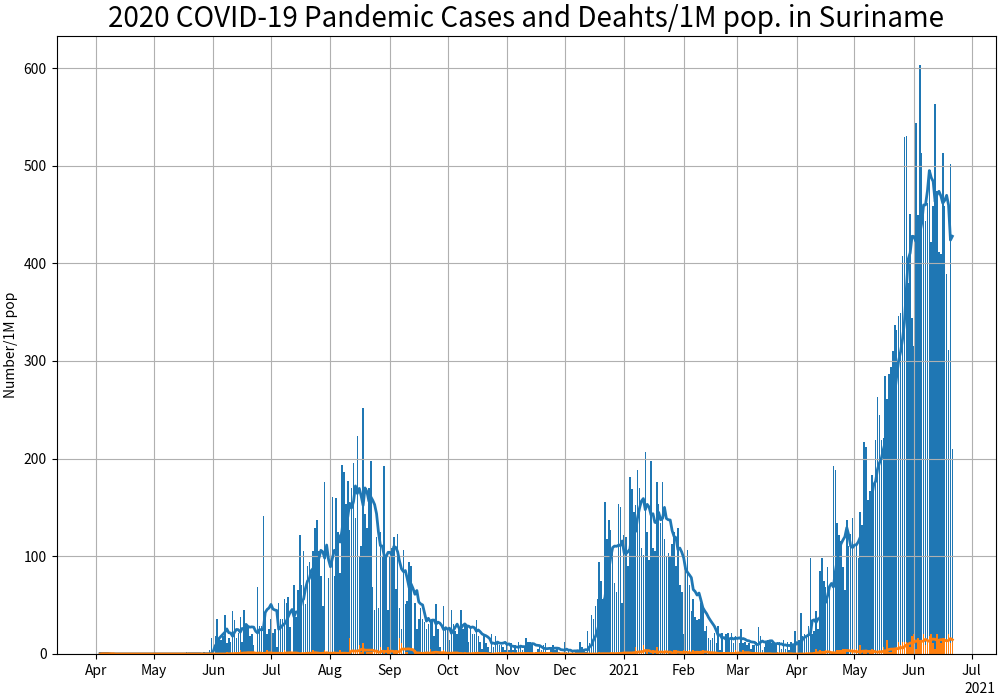 2020 COVID-19 Pandemic Cases and Deahts/1M pop. in Suriname
Number/1M pop
600
500
400
300
200
100
0
Apr May Jun Jul Aug Sep Oct Nov Dec 2021 Feb Mar Apr May Jun Jul
2021